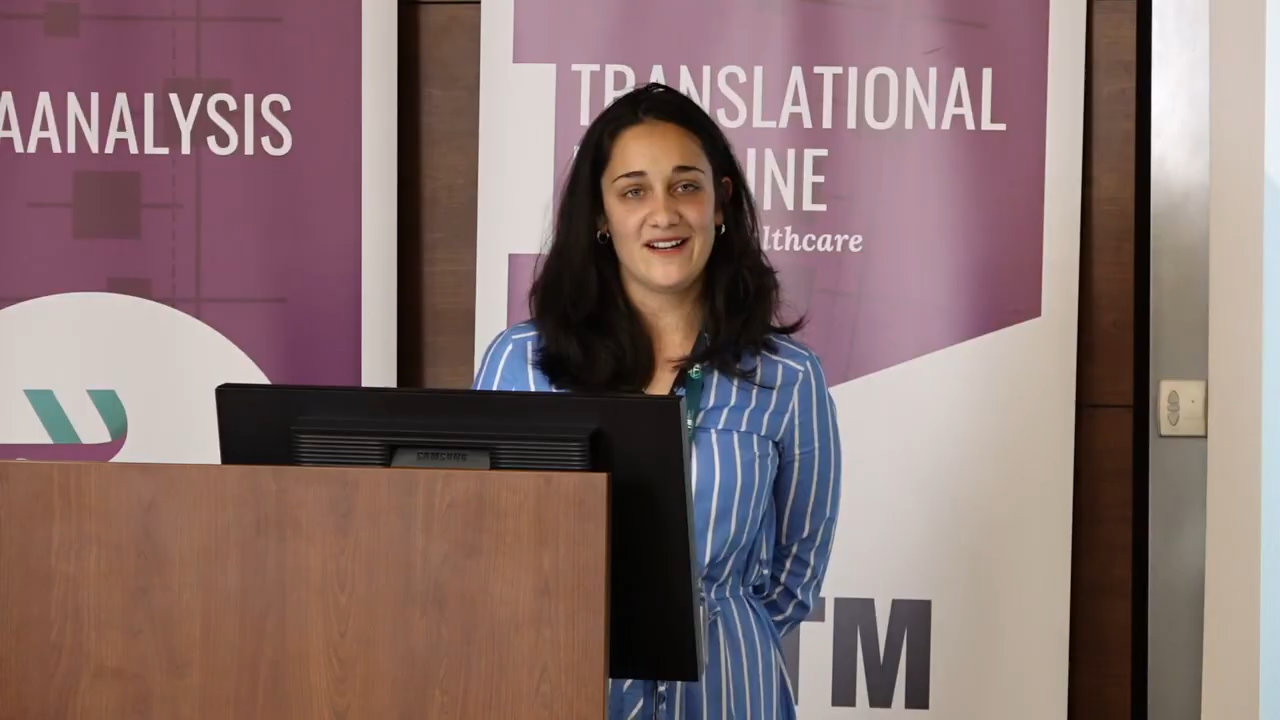 AANALYSIS
TRANSLATIONAL
INE
lthcare
SAMSUNG
TM